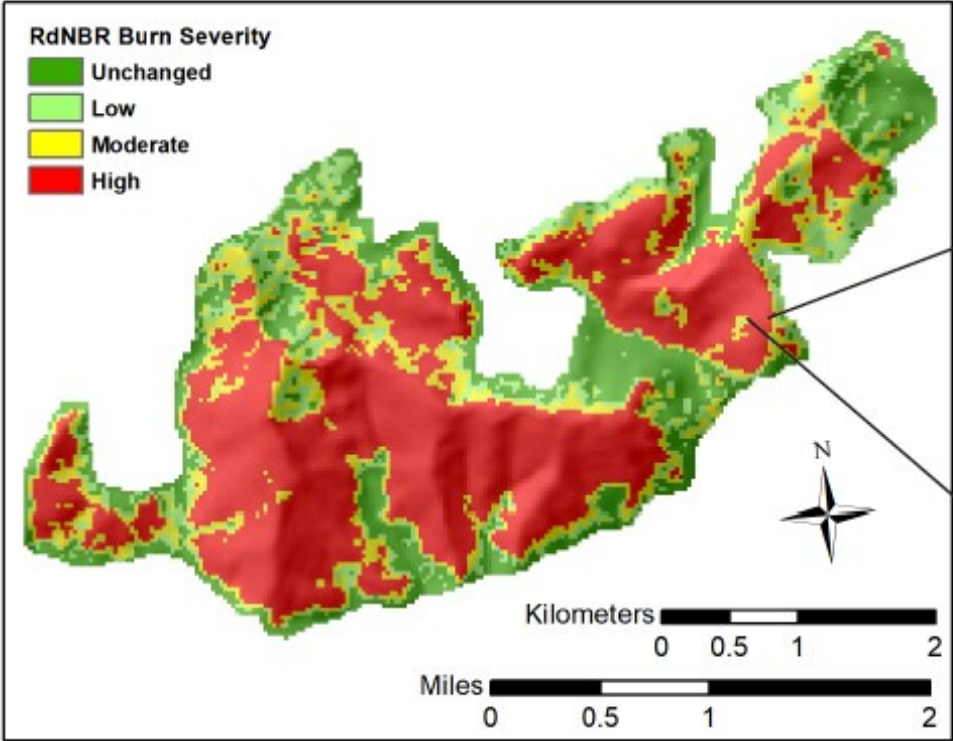 RdNBR Burn Severity
Unchanged
Low
Moderate
High
N
Kilometers
0 0.5 1 2
Miles
0 0.5 1 2